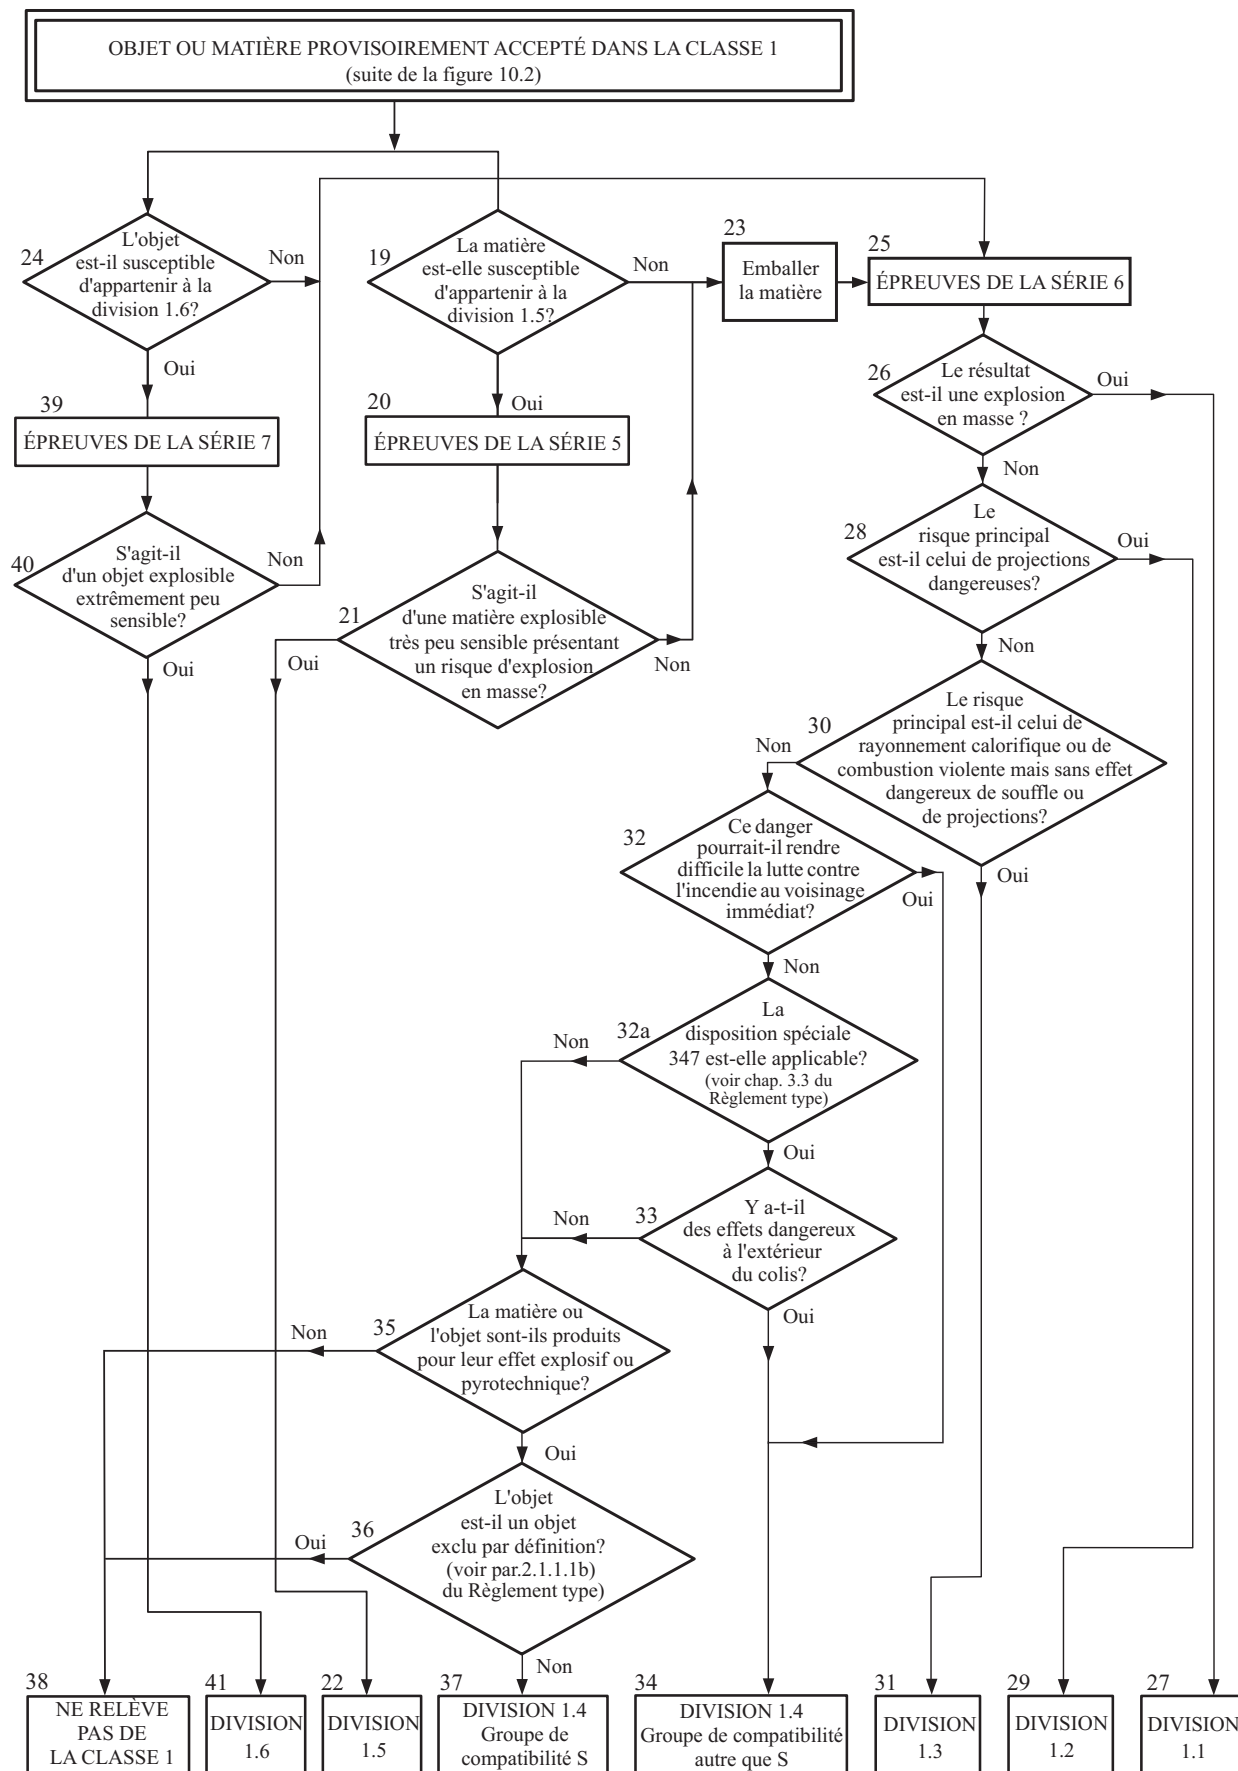 OBJET OU MATIÈRE PROVISOIREMENT ACCEPTÉ DANS LA CLASSE 1
(suite de la figure 10.2)
24
L'objet
est-il susceptible
d'appartenir à la
division 1.6?
Non
Oui
19
La matière
est-elle susceptible
d'appartenir à la
division 1.5?
Non
Oui
23
Emballer
la matière
25
ÉPREUVES DE LA SÉRIE 6
26
Le résultat
est-il une explosion
en masse ?
Oui
Non
39
ÉPREUVES DE LA SÉRIE 7
20
ÉPREUVES DE LA SÉRIE 5
28
Le
risque principal
est-il celui de projections
dangereuses?
Oui
Non
40
S'agit-il
d'un objet explosible
extrêmement peu
sensible?
Non
Oui
21
S'agit-il
d'une matière explosible
très peu sensible présentant
un risque d'explosion
en masse?
Oui
Non
30
Le risque
principal est-il celui de
rayonnement calorifique ou de
combustion violente mais sans effet
dangereux de souffle ou
de projections?
Non
Oui
32
Ce danger
pourrait-il rendre
difficile la lutte contre
l'incendie au voisinage
immédiat?
Oui
Non
32a
La
disposition spéciale
347 est-elle applicable?
(voir chap. 3.3 du
Règlement type)
Non
Oui
33
Y a-t-il
des effets dangereux
à l'extérieur
du colis?
Non
Oui
35
La matière ou
l'objet sont-ils produits
pour leur effet explosif ou
pyrotechnique?
Non
Oui
36
L'objet
est-il un objet
exclu par définition?
(voir par.2.1.1.1b)
du Règlement type)
Oui
Non
38
NE RELÈVE
PAS DE
LA CLASSE 1
41
DIVISION
1.6
22
DIVISION
1.5
37
DIVISION 1.4
Groupe de
compatibilité S
34
DIVISION 1.4
Groupe de compatibilité
autre que S
31
DIVISION
1.3
29
DIVISION
1.2
27
DIVISION
1.1